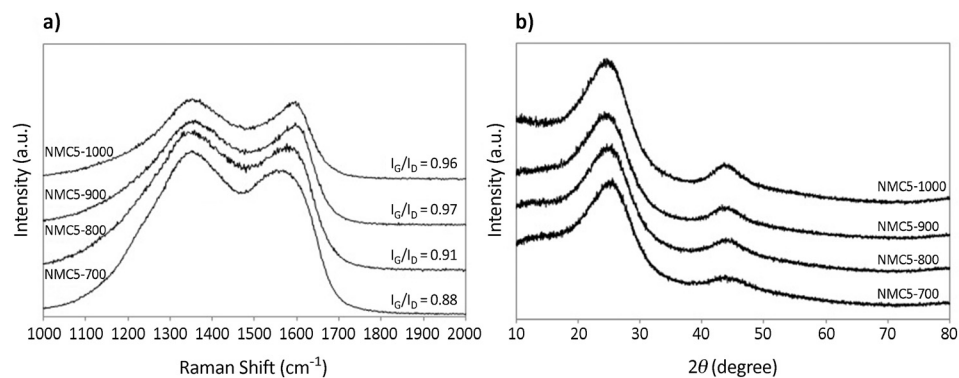 a)
Intensity (a.u.)
NMC5-1000
NMC5-900
NMC5-800
NMC5-700
I_G/I_D = 0.96
I_G/I_D = 0.97
I_G/I_D = 0.91
I_G/I_D = 0.88
1000 1100 1200 1300 1400 1500 1600 1700 1800 1900 2000
Raman Shift (cm⁻¹)
b)
Intensity (a.u.)
NMC5-1000
NMC5-900
NMC5-800
NMC5-700
10 20 30 40 50 60 70 80
2θ (degree)